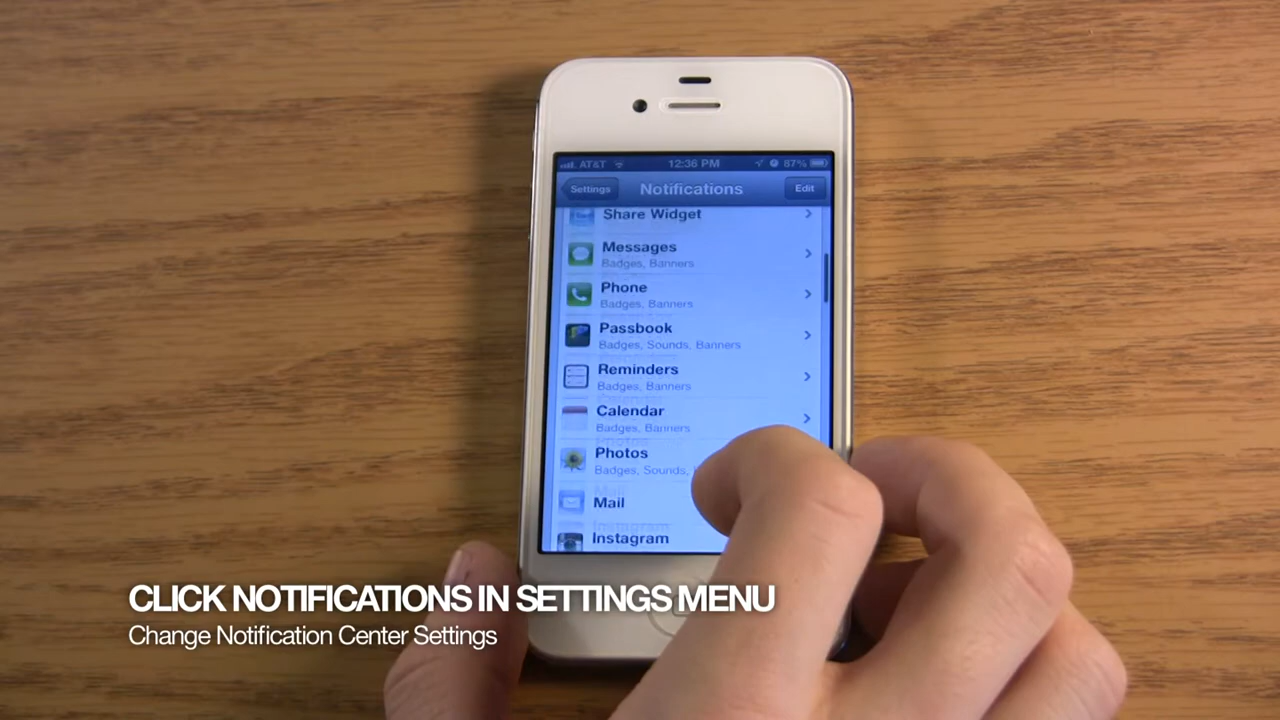 AT&T 12:36 PM 87%
Settings Notifications Edit
Share Widget
Messages
Badges, Banners
Phone
Badges, Banners
Passbook
Badges, Sounds, Banners
Reminders
Badges, Banners
Calendar
Badges, Banners
Photos
Badges, Sounds,
Mail
Instagram
CLICK NOTIFICATIONS IN SETTINGS MENU
Change Notification Center Settings